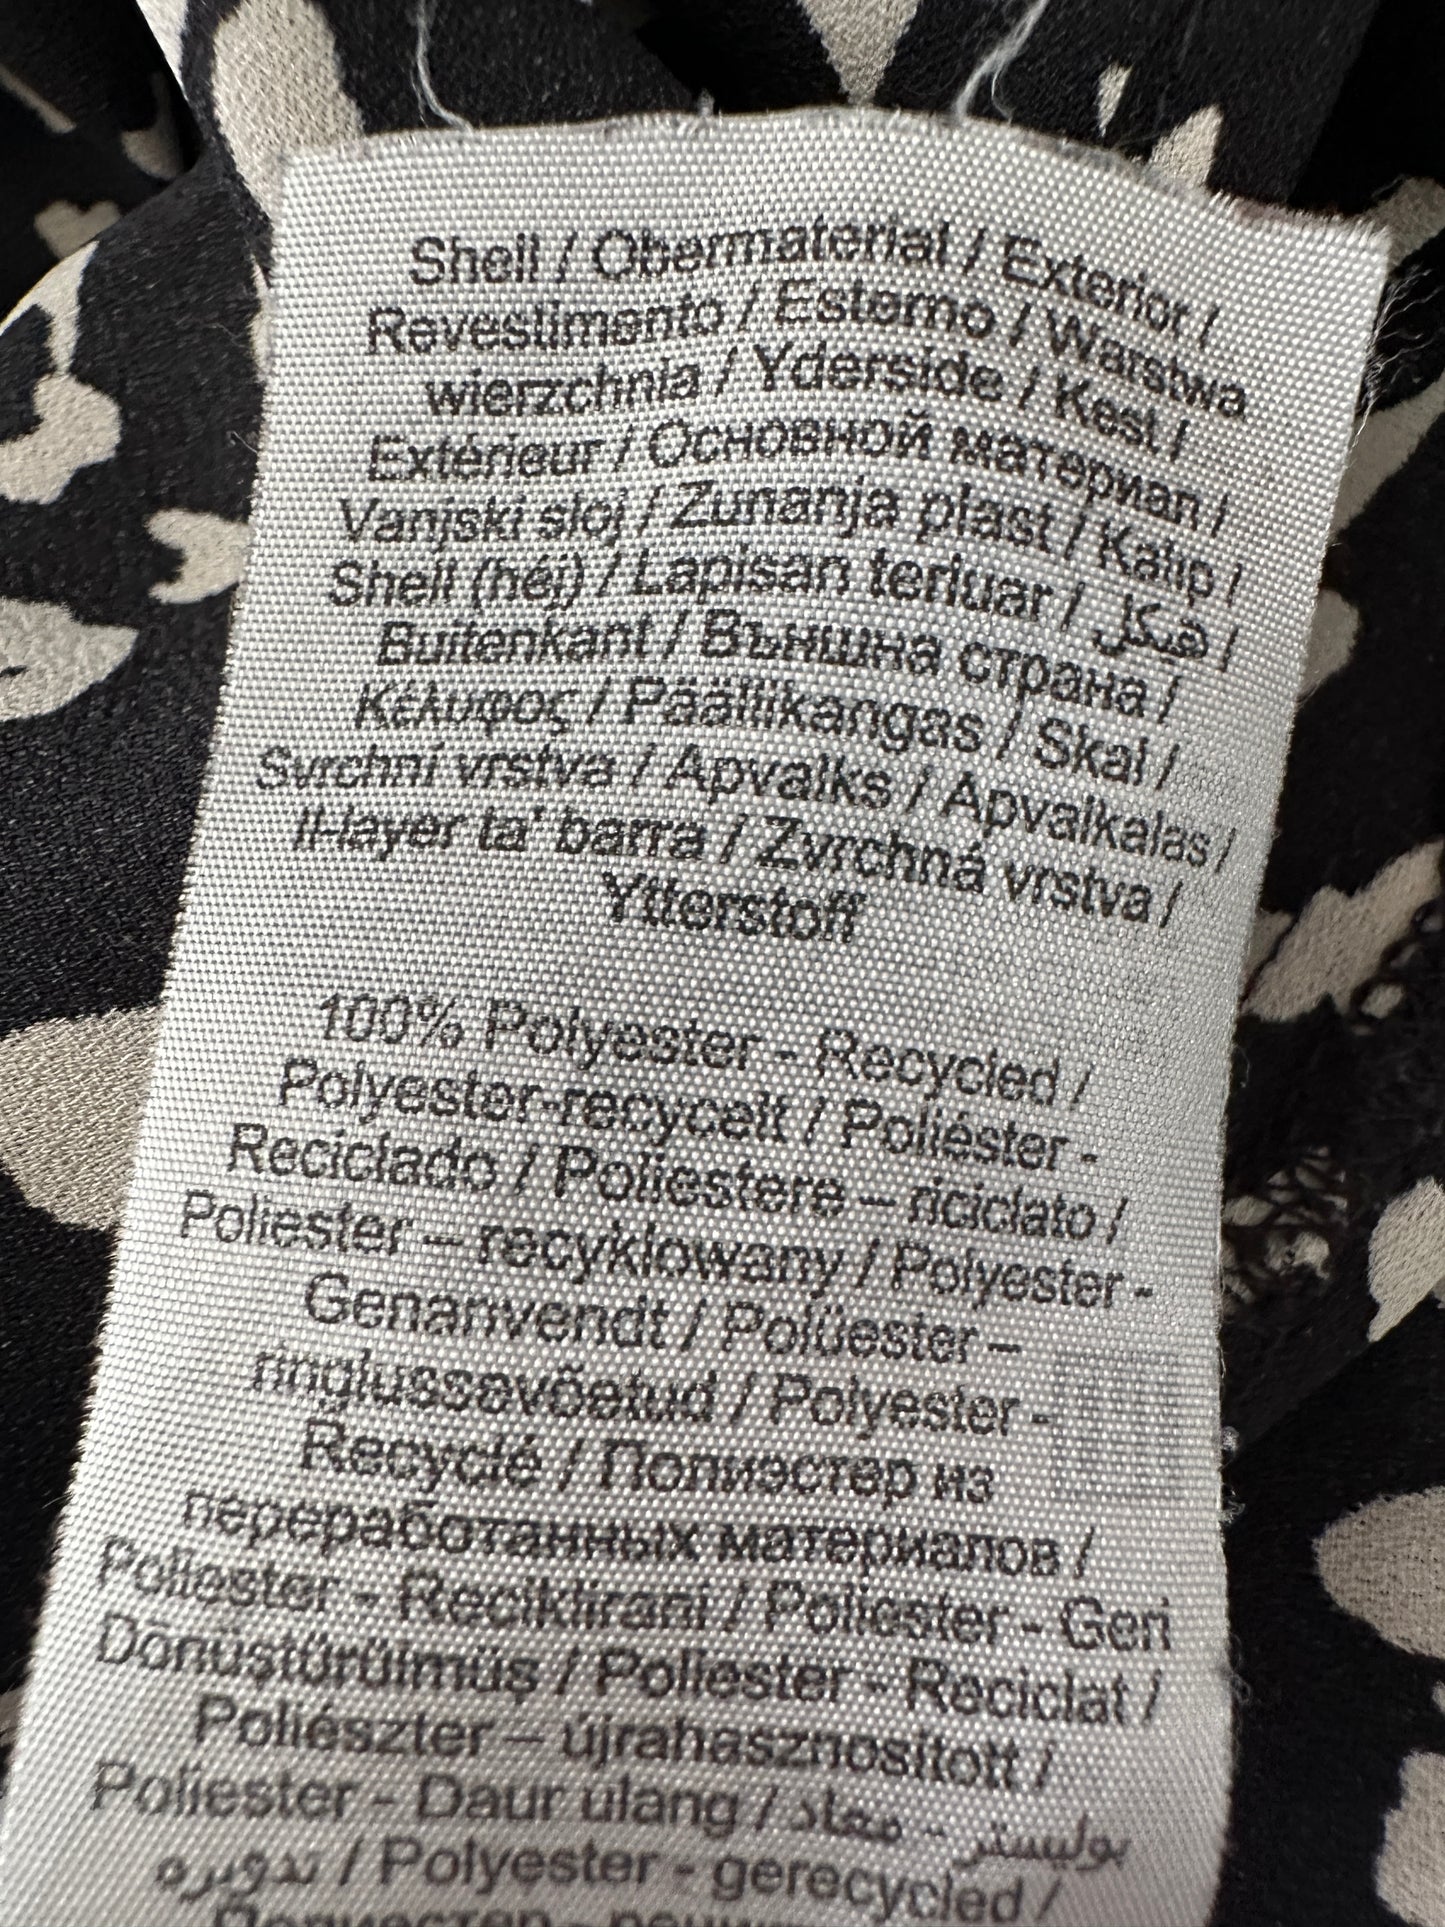 Shell / Obermaterial / Exterior /
Revestimento / Esterno / Warstwa
wierzchnia / Yderside / Kest /
Extérieur / Основной материал /
Vanjski sloj / Zunanja plast / Kalıp /
Shell (héj) / Lapisan terluar / هيكل /
Buitenkant / Външна страна /
Κέλυφος / Päällikangas / Skal /
Svrchní vrstva / Apvalks / Apvalkalas /
Il-layer ta' barra / Zvrchná vrstva /
Ytterstoff
100% Polyester - Recycled /
Polyester-recycelt / Poliéster -
Reciclado / Poliestere – riciclato /
Poliester – recyklowany / Polyester -
Genanvendt / Polüester –
ringlussevõetud / Polyester -
Recyclé / Полиэстер из
переработанных материалов /
Poliester - Reciklirani / Poliester - Geri
Dönüştürülmüş / Poliester - Reciclat /
Poliészter – újrahasznosított /
Poliester - Daur ulang / بوليستر - معاد
تدويره / Polyester - gerecycled /
Полиестер